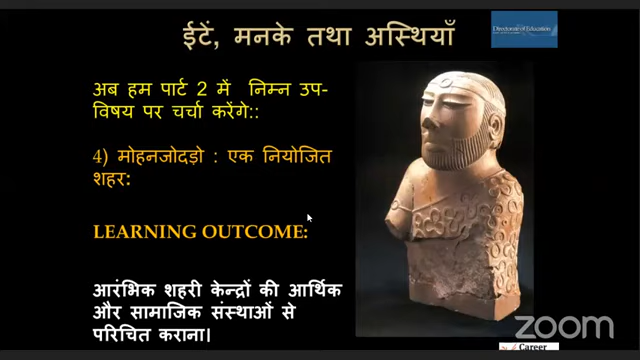 ईटें, मनके तथा अस्थियाँ
Directorate of Education
अब हम पार्ट 2 में निम्न उप-
विषय पर चर्चा करेंगे::
4) मोहनजोदड़ो : एक नियोजित
शहर:
LEARNING OUTCOME:
आरंभिक शहरी केन्द्रों की आर्थिक
और सामाजिक संस्थाओं से
परिचित कराना।
zoom
Career